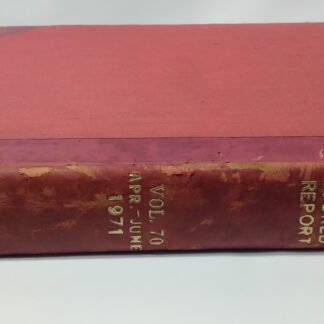 VOL. 70
APR. - JUNE
1971
REPORT